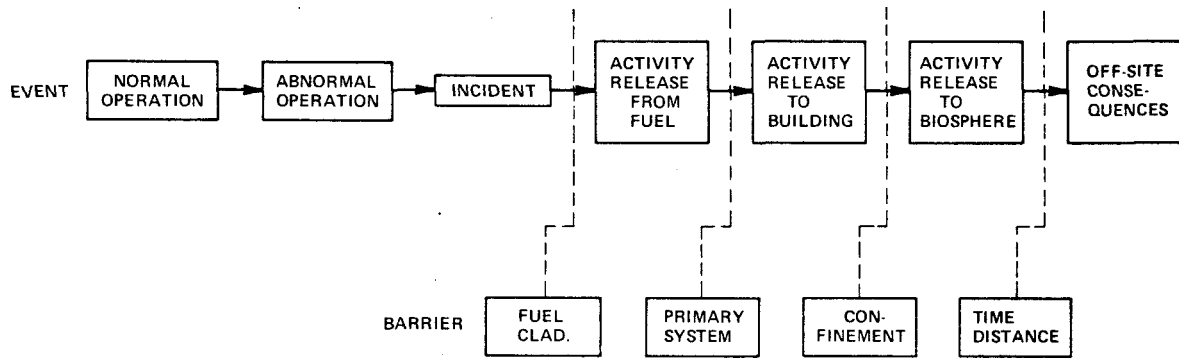 EVENT
NORMAL
OPERATION
ABNORMAL
OPERATION
INCIDENT
ACTIVITY
RELEASE
FROM
FUEL
ACTIVITY
RELEASE
TO
BUILDING
ACTIVITY
RELEASE
TO
BIOSPHERE
OFF-SITE
CONSE-
QUENCES
BARRIER
FUEL
CLAD.
PRIMARY
SYSTEM
CON-
FINEMENT
TIME
DISTANCE